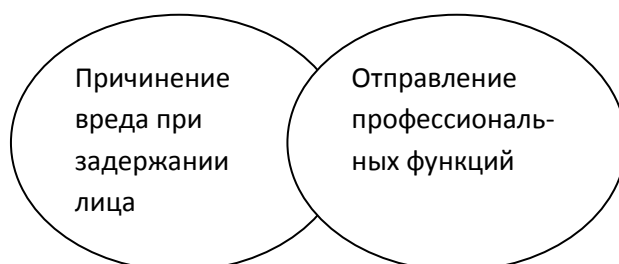 Причинение
вреда при
задержании
лица
Отправление
профессиональ-
ных функций